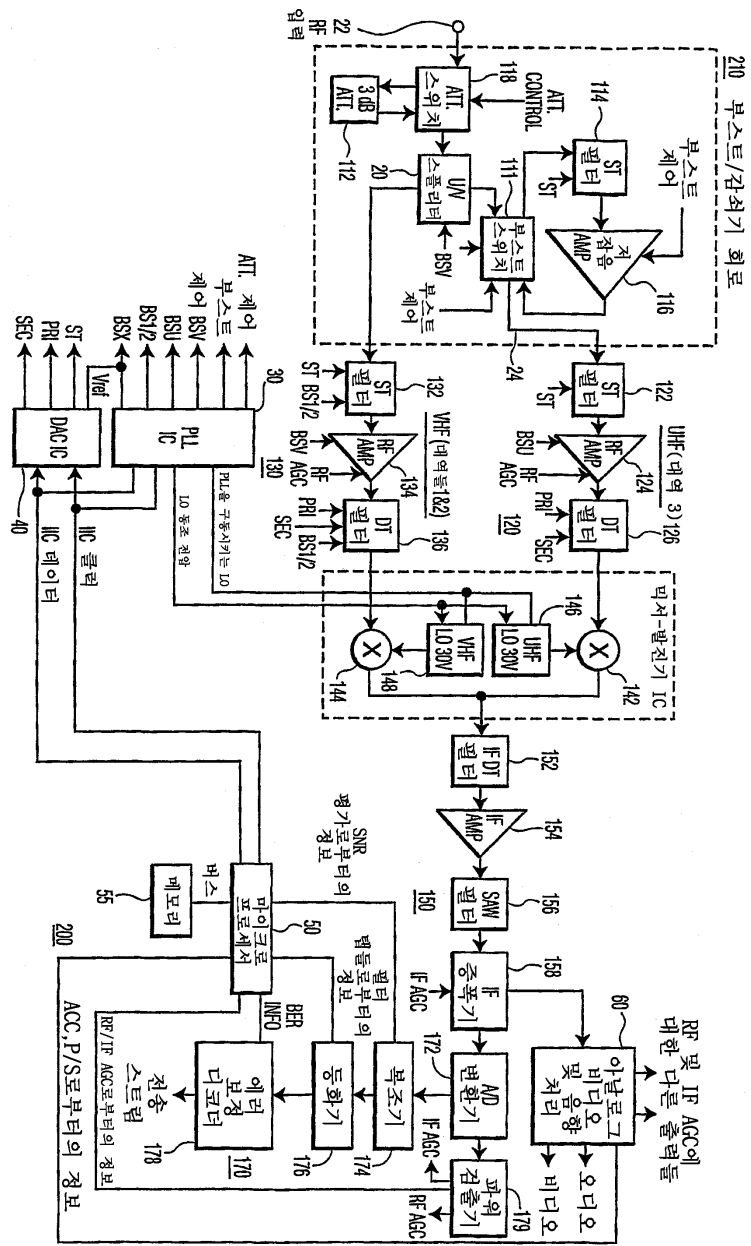 210 부스트/감쇠기 회로
22
RF
입력
118
ATT.
스위치
3 dB
ATT.
112
ATT.
CONTROL
114
ST
필터
ST
부스트
제어
저
잡음
AMP
116
20
U/V
스플리터
111
부스트
스위치
BSV
부스트
제어
24
122
ST
필터
ST
UHF (대역 3)
RF
AMP
124
BSU
RF
AGC
126
DT
필터
PRI
SEC
120
132
ST
필터
ST
BS1/2
VHF (대역들1&2)
RF
AMP
134
BSV
RF
AGC
136
DT
필터
PRI
SEC
BS1/2
130
믹서-발진기 IC
142
X
146
UHF
LO 30V
VHF
LO 30V
148
X
144
ATT. 제어
부스트
제어
BSV
BSU
BS1/2
BSX
30
PLL
IC
PLL을 구동시키는 LO
LO 동조 전압
Vref
ST
PRI
SEC
DAC IC
40
IIC 클럭
IIC 데이터
IF DT
필터
152
IF
AMP
154
SAW
필터
156
150
IF
증폭기
158
IF AGC
60
아날로그
비디오
및 음향
처리
RF 및 IF AGC에
대한 다른 출력들
오디오
비디오
172
A/D
변환기
파워
검출기
179
IF AGC
RF AGC
복조기
174
등화기
176
에러
보정
디코더
178
170
전송
스트림
BER
INFO
SNR
평가로부터의
정보
필터
탭들로부터의
정보
마이크로
프로세서
50
버스
메모리
55
200
RF/IF AGC로부터의 정보
ACC, P/S로부터의 정보